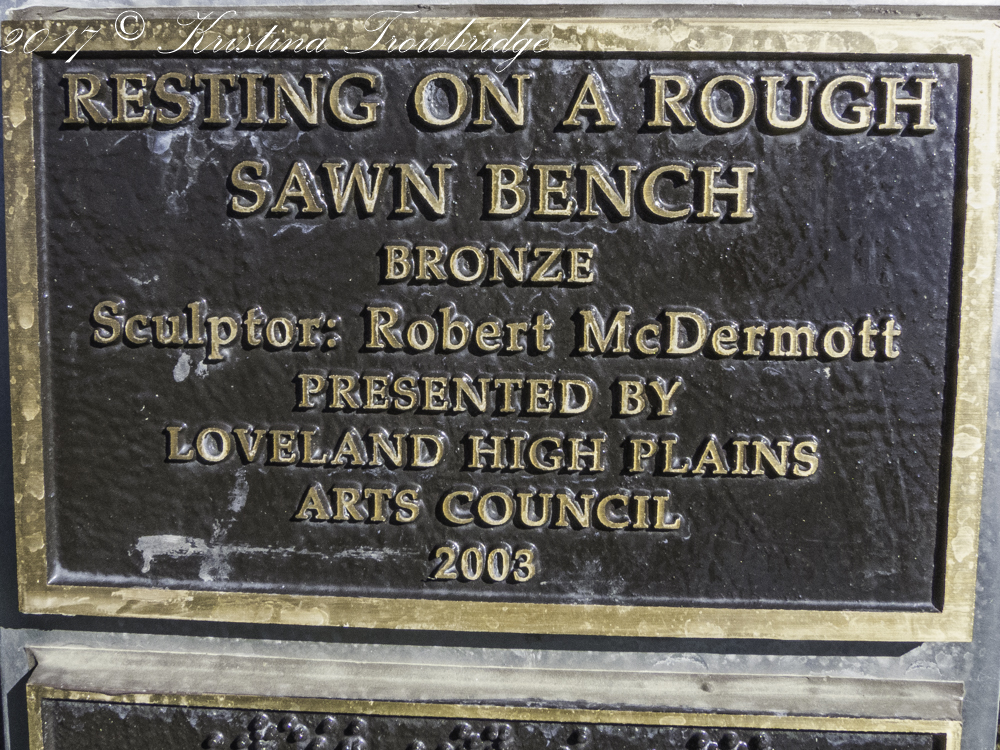 2017 © Kristina Trowbridge
RESTING ON A ROUGH
SAWN BENCH
BRONZE
Sculptor: Robert McDermott
PRESENTED BY
LOVELAND HIGH PLAINS
ARTS COUNCIL
2003